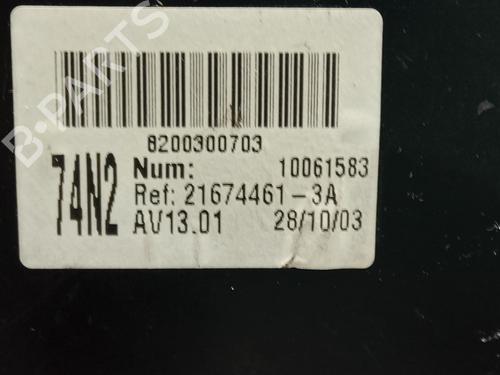 B-PARTS
8200300703
74N2
Num: 10061583
Ref: 21674461-3A
AV13.01 28/10/03